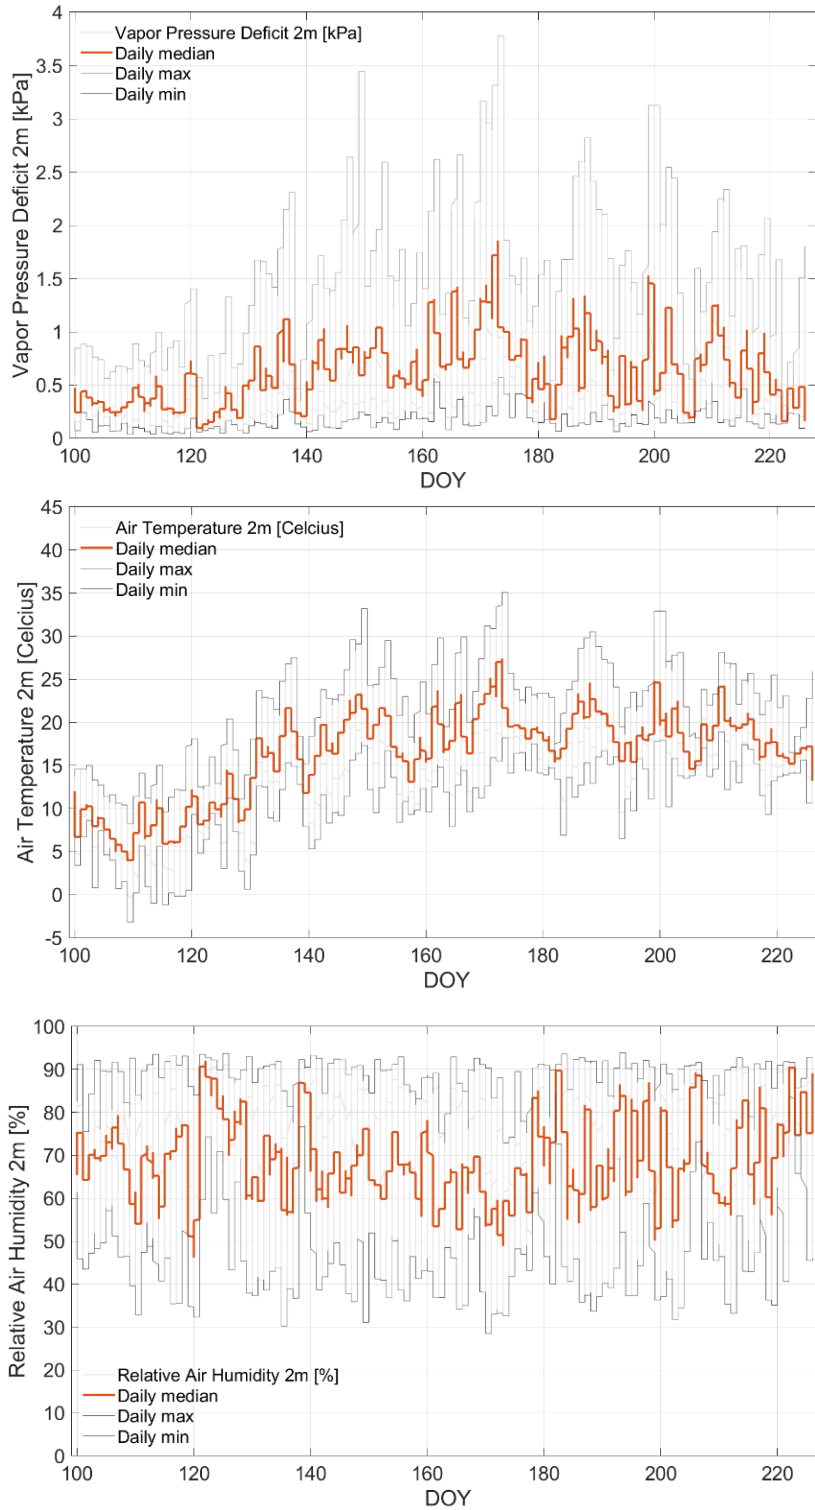 4
3.5
3
2.5
2
1.5
1
0.5
0
Vapor Pressure Deficit 2m [kPa]
Vapor Pressure Deficit 2m [kPa]
Daily median
Daily max
Daily min
100 120 140 160 180 200 220
DOY
45
40
35
30
25
20
15
10
5
0
-5
Air Temperature 2m [Celcius]
Air Temperature 2m [Celcius]
Daily median
Daily max
Daily min
100 120 140 160 180 200 220
DOY
100
90
80
70
60
50
40
30
20
10
0
Relative Air Humidity 2m [%]
Relative Air Humidity 2m [%]
Daily median
Daily max
Daily min
100 120 140 160 180 200 220
DOY